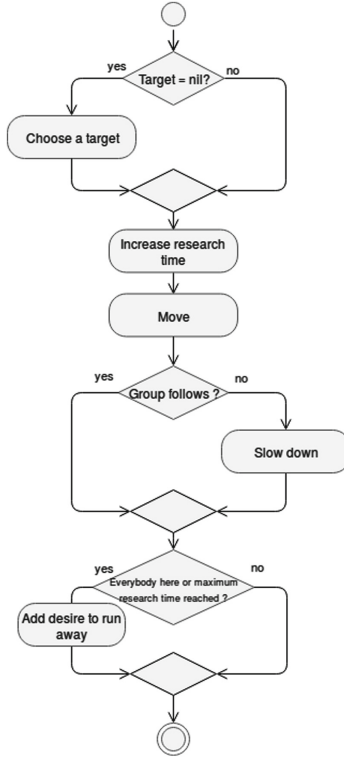 yes
Target = nil?
no
Choose a target
Increase research
time
Move
yes
Group follows ?
no
Slow down
yes
Everybody here or maximum
research time reached ?
no
Add desire to run
away